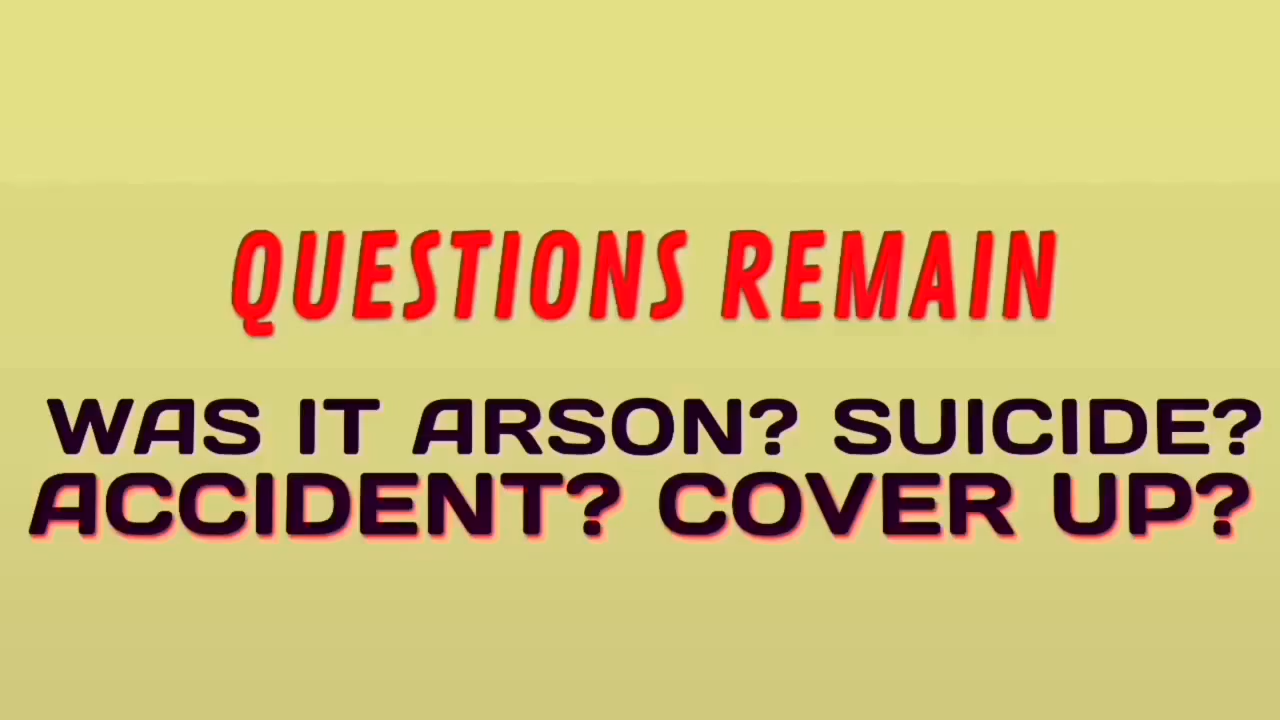 QUESTIONS REMAIN
WAS IT ARSON? SUICIDE?
ACCIDENT? COVER UP?